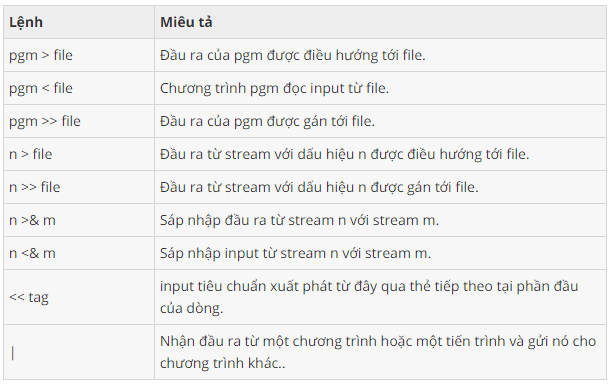 Lệnh Miêu tả
pgm > file Đầu ra của pgm được điều hướng tới file.
pgm < file Chương trình pgm đọc input từ file.
pgm >> file Đầu ra của pgm được gán tới file.
n > file Đầu ra từ stream với dấu hiệu n được điều hướng tới file.
n >> file Đầu ra từ stream với dấu hiệu n được gán tới file.
n >& m Sáp nhập đầu ra từ stream n với stream m.
n <& m Sáp nhập input từ stream n với stream m.
<< tag input tiêu chuẩn xuất phát từ đây qua thẻ tiếp theo tại phần đầu
của dòng.
| Nhận đầu ra từ một chương trình hoặc một tiến trình và gửi nó cho
chương trình khác..